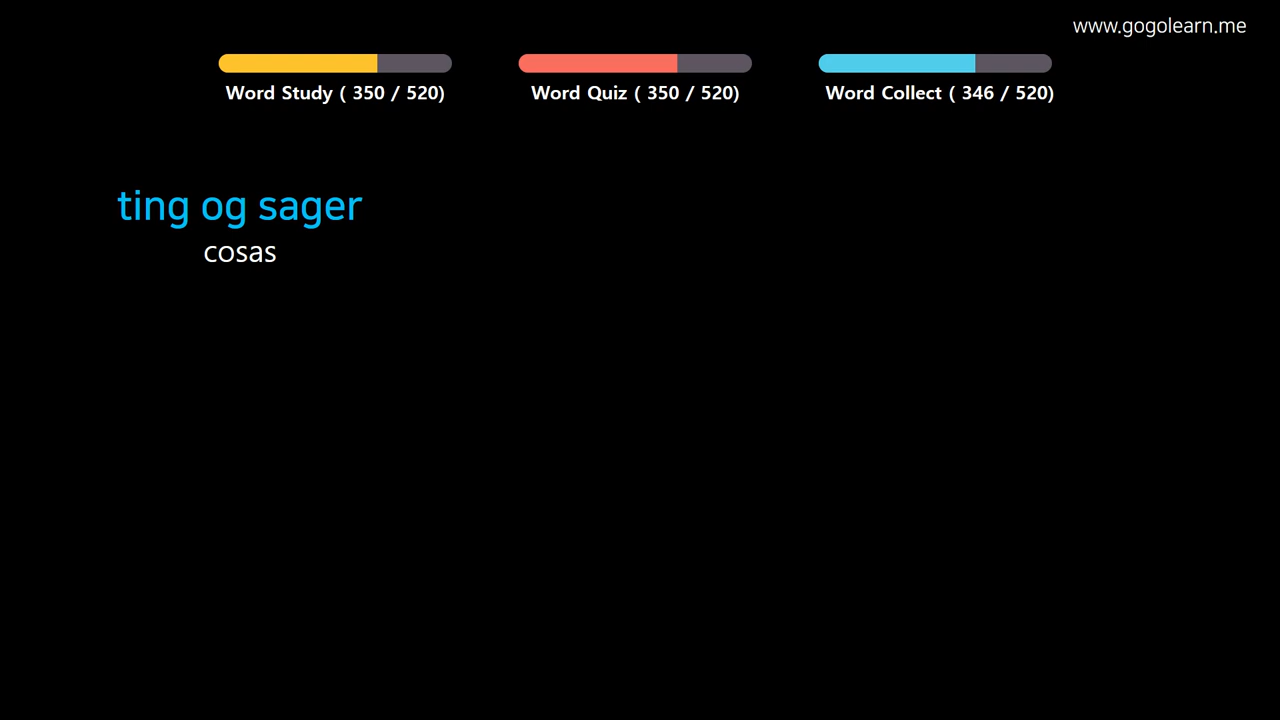 www.gogolearn.me
Word Study ( 350 / 520)
Word Quiz ( 350 / 520)
Word Collect ( 346 / 520)
ting og sager
cosas